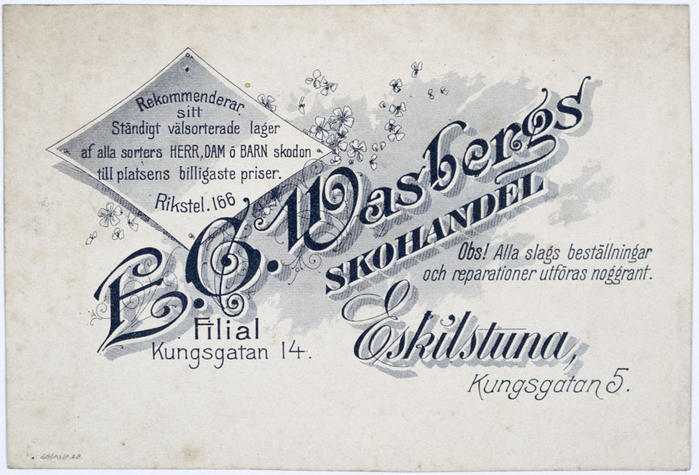 Rekommenderar
sitt
Ständigt välsorterade lager
af alla sorters HERR, DAM ö BARN skodon
till platsens billigaste priser.
Rikstel. 166
E. G. Wasbergs
SKOHANDEL
Obs! Alla slags beställningar
och reparationer utföras noggrant.
Filial
Kungsgatan 14.
Eskilstuna,
Kungsgatan 5.